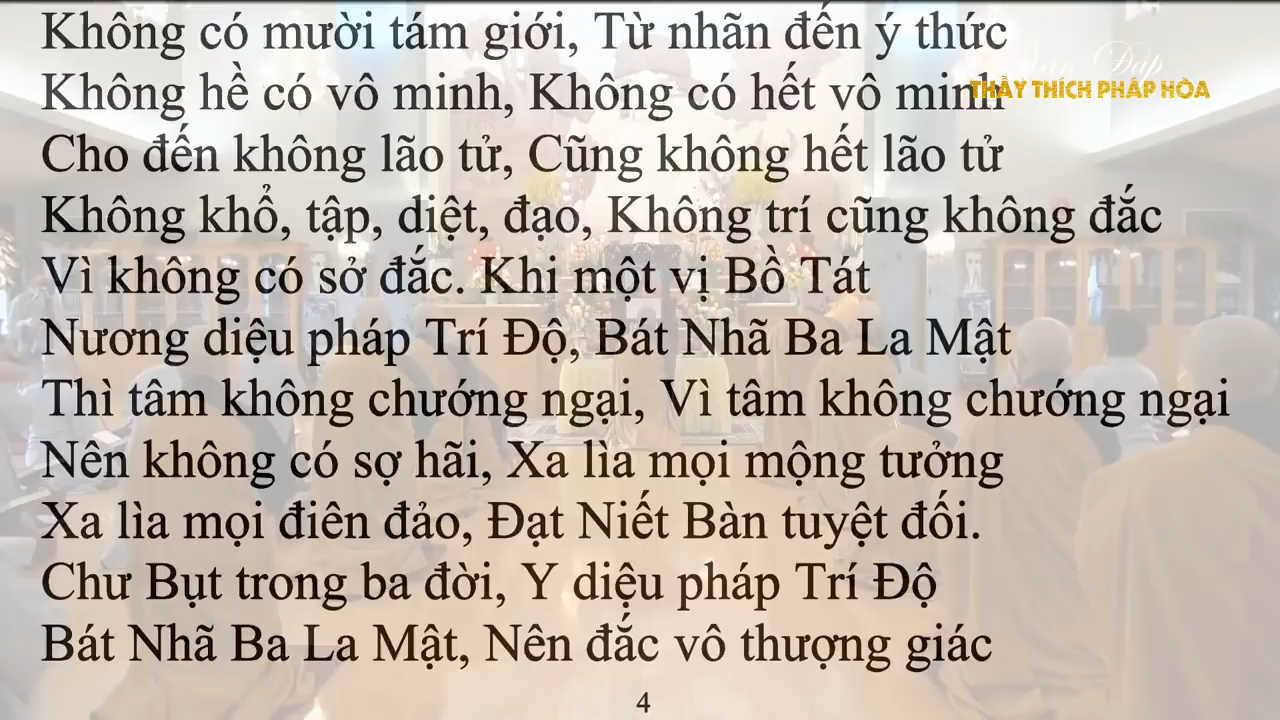 Không có mười tám giới, Từ nhãn đến ý thức
Đáp
Không hề có vô minh, Không có hết vô minh
THẦY THÍCH PHÁP HÒA
Cho đến không lão tử, Cũng không hết lão tử
Không khổ, tập, diệt, đạo, Không trí cũng không đắc
Vì không có sở đắc. Khi một vị Bồ Tát
Nương diệu pháp Trí Độ, Bát Nhã Ba La Mật
Thì tâm không chướng ngại, Vì tâm không chướng ngại
Nên không có sợ hãi, Xa lìa mọi mộng tưởng
Xa lìa mọi điên đảo, Đạt Niết Bàn tuyệt đối.
Chư Bụt trong ba đời, Y diệu pháp Trí Độ
Bát Nhã Ba La Mật, Nên đắc vô thượng giác
4